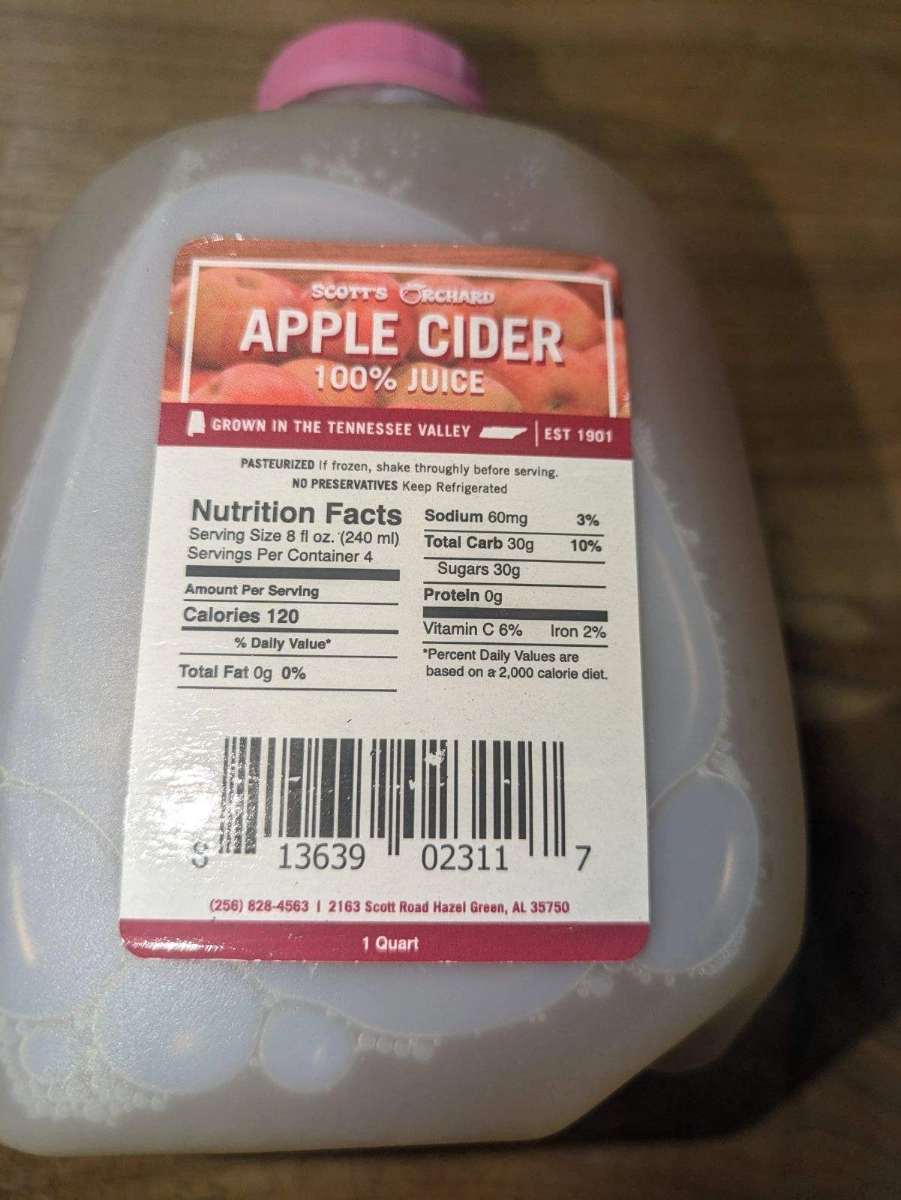 SCOTT'S ORCHARD
APPLE CIDER
100% JUICE
GROWN IN THE TENNESSEE VALLEY | EST 1901
PASTEURIZED If frozen, shake throughly before serving.
NO PRESERVATIVES Keep Refrigerated
Nutrition Facts
Serving Size 8 fl oz. (240 ml)
Servings Per Container 4
Amount Per Serving
Calories 120
% Daily Value*
Total Fat 0g 0%
Sodium 60mg 3%
Total Carb 30g 10%
Sugars 30g
Protein 0g
Vitamin C 6% Iron 2%
*Percent Daily Values are
based on a 2,000 calorie diet.
8 13639 02311 7
(256) 828-4563 | 2163 Scott Road Hazel Green, AL 35750
1 Quart